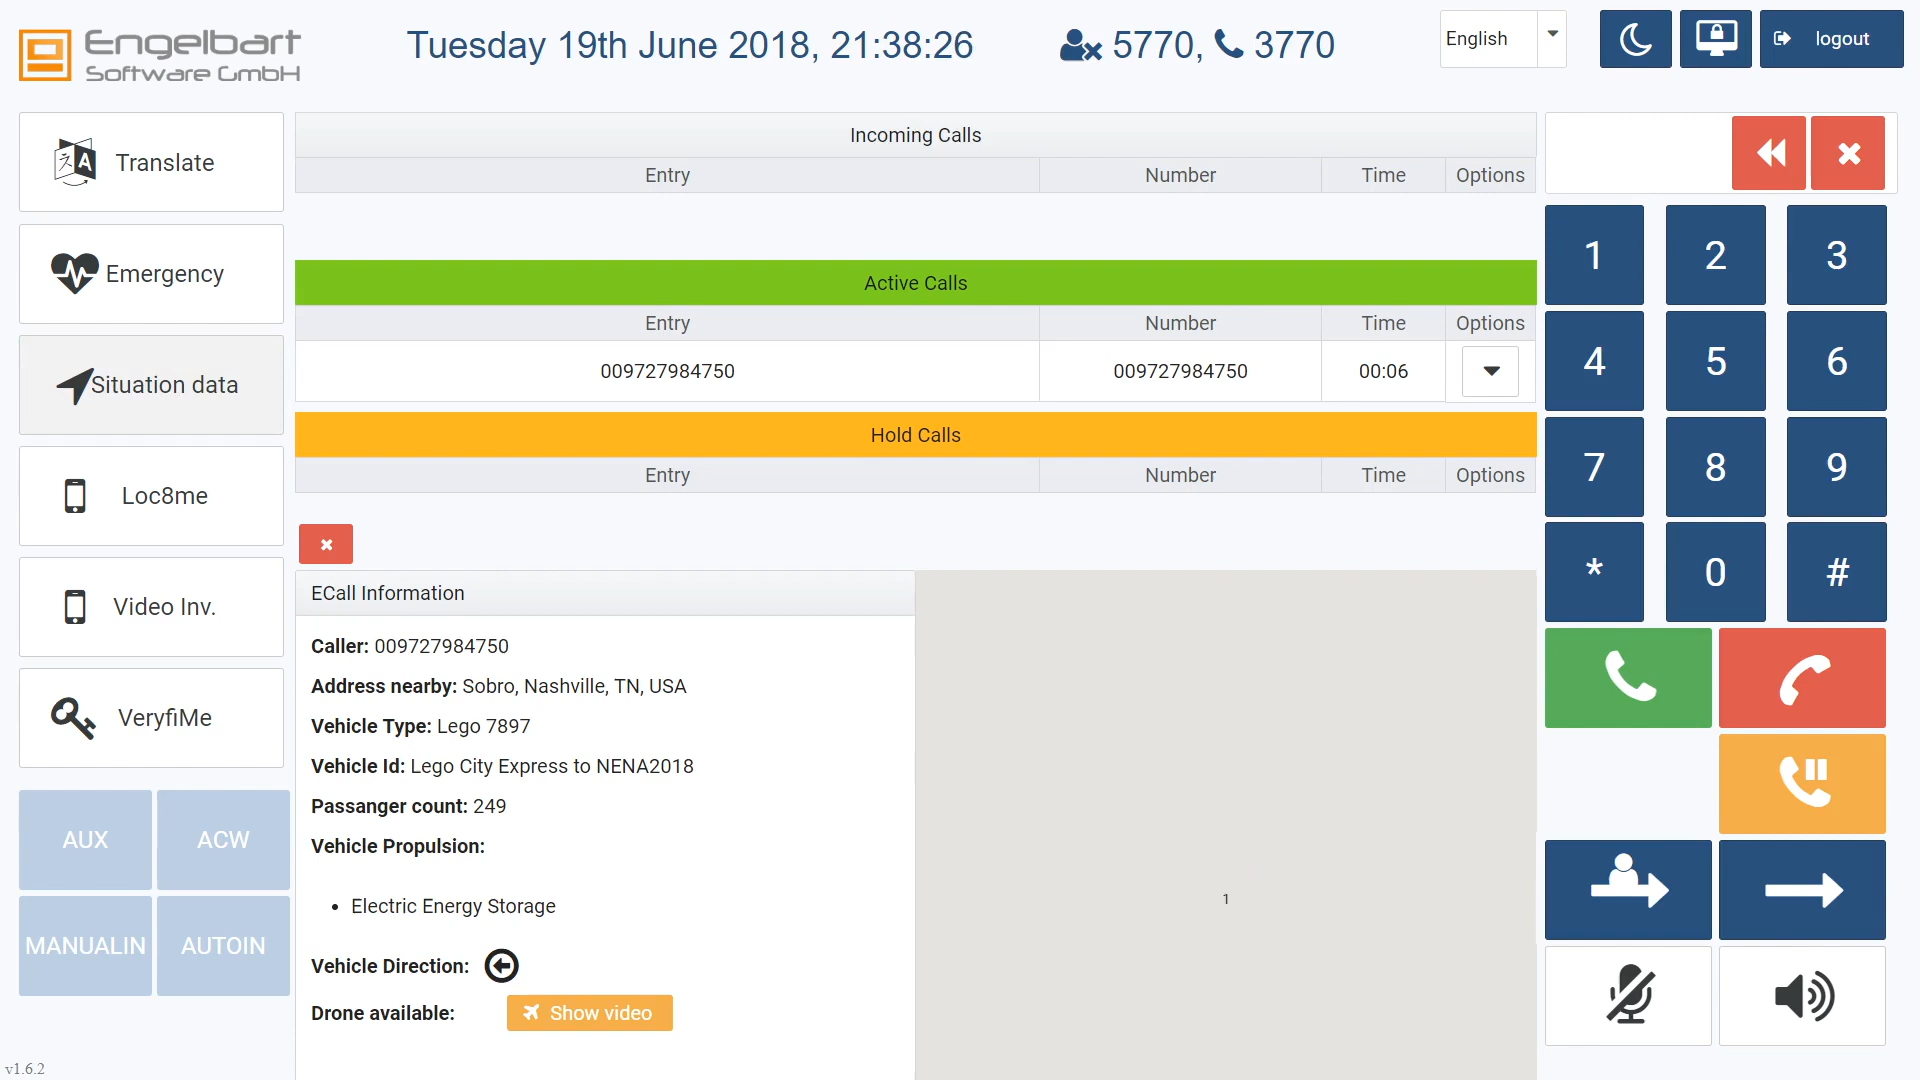 Engelbart
Software GmbH
Tuesday 19th June 2018, 21:38:26
5770, 3770
English
logout
Translate
Emergency
Situation data
Loc8me
Video Inv.
VeryfiMe
AUX
ACW
MANUALIN
AUTOIN
v1.6.2
Incoming Calls
Entry Number Time Options
Active Calls
Entry Number Time Options
009727984750 009727984750 00:06
Hold Calls
Entry Number Time Options
ECall Information
Caller: 009727984750
Address nearby: Sobro, Nashville, TN, USA
Vehicle Type: Lego 7897
Vehicle Id: Lego City Express to NENA2018
Passanger count: 249
Vehicle Propulsion:
• Electric Energy Storage
Vehicle Direction:
Drone available: Show video
1
1 2 3
4 5 6
7 8 9
* 0 #